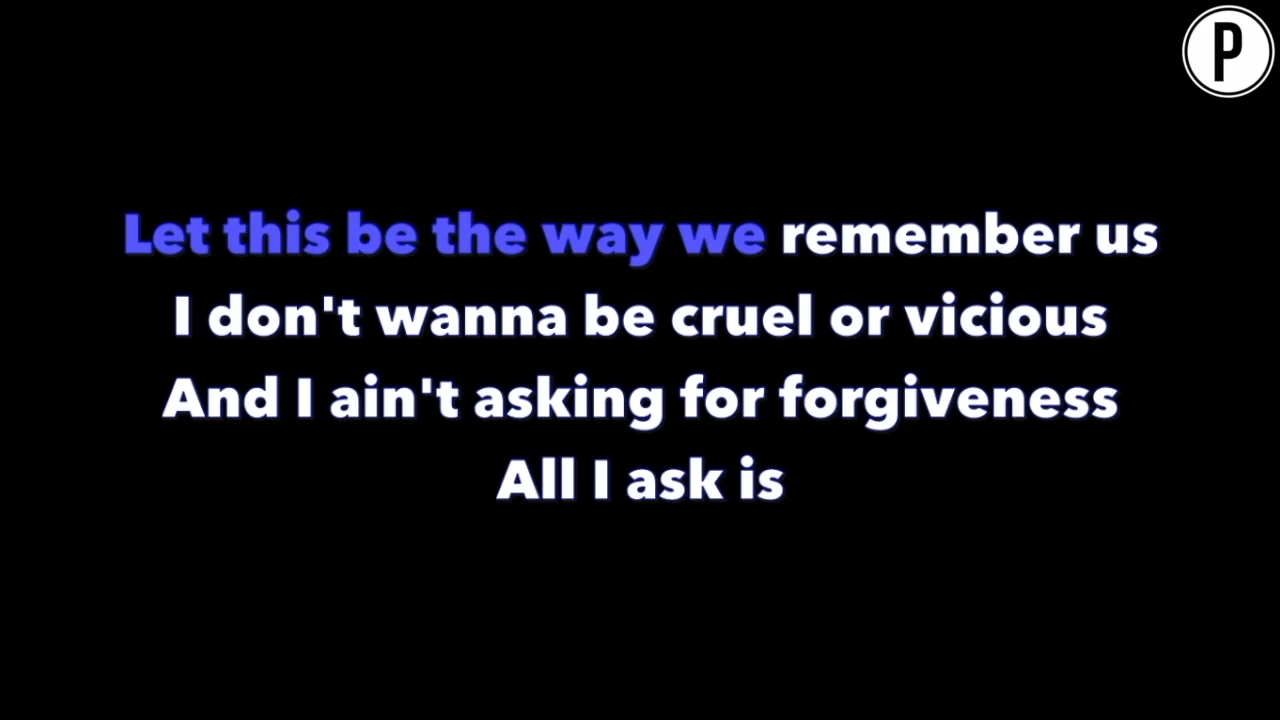 P
Let this be the way we remember us
I don't wanna be cruel or vicious
And I ain't asking for forgiveness
All I ask is